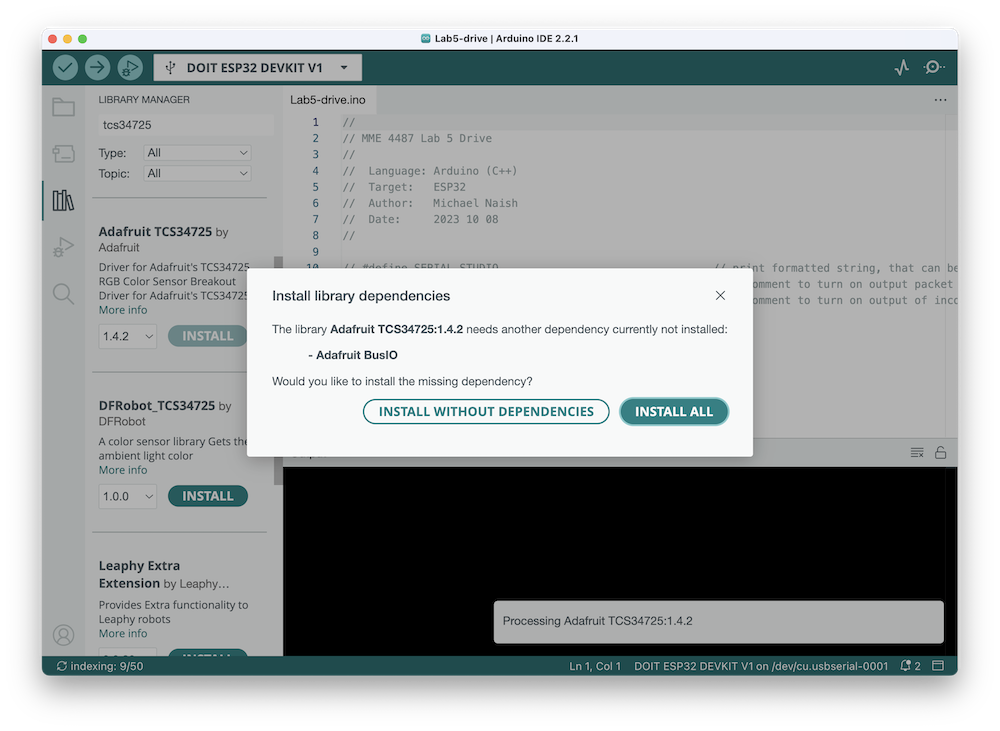 Lab5-drive | Arduino IDE 2.2.1
DOIT ESP32 DEVKIT V1
LIBRARY MANAGER
tcs34725
Type: All
Topic: All
Adafruit TCS34725 by
Adafruit
Driver for Adafruit's TCS34725
RGB Color Sensor Breakout
Driver for Adafruit's TCS34725
More info
1.4.2 INSTALL
DFRobot_TCS34725 by
DFRobot
A color sensor library Gets the
ambient light color
More info
1.0.0 INSTALL
Leaphy Extra
Extension by Leaphy…
Provides Extra functionality to
Leaphy robots
More info
INSTALL
Lab5-drive.ino
1 //
2 // MME 4487 Lab 5 Drive
3 //
4 // Language: Arduino (C++)
5 // Target: ESP32
6 // Author: Michael Naish
7 // Date: 2023 10 08
8 //
9
10 // #define SERIAL_STUDIO // print formatted string, that can be
omment to turn on output packet
omment to turn on output of inco
Install library dependencies
The library Adafruit TCS34725:1.4.2 needs another dependency currently not installed:
- Adafruit BusIO
Would you like to install the missing dependency?
INSTALL WITHOUT DEPENDENCIES
INSTALL ALL
Processing Adafruit TCS34725:1.4.2
indexing: 9/50
Ln 1, Col 1 DOIT ESP32 DEVKIT V1 on /dev/cu.usbserial-0001 2